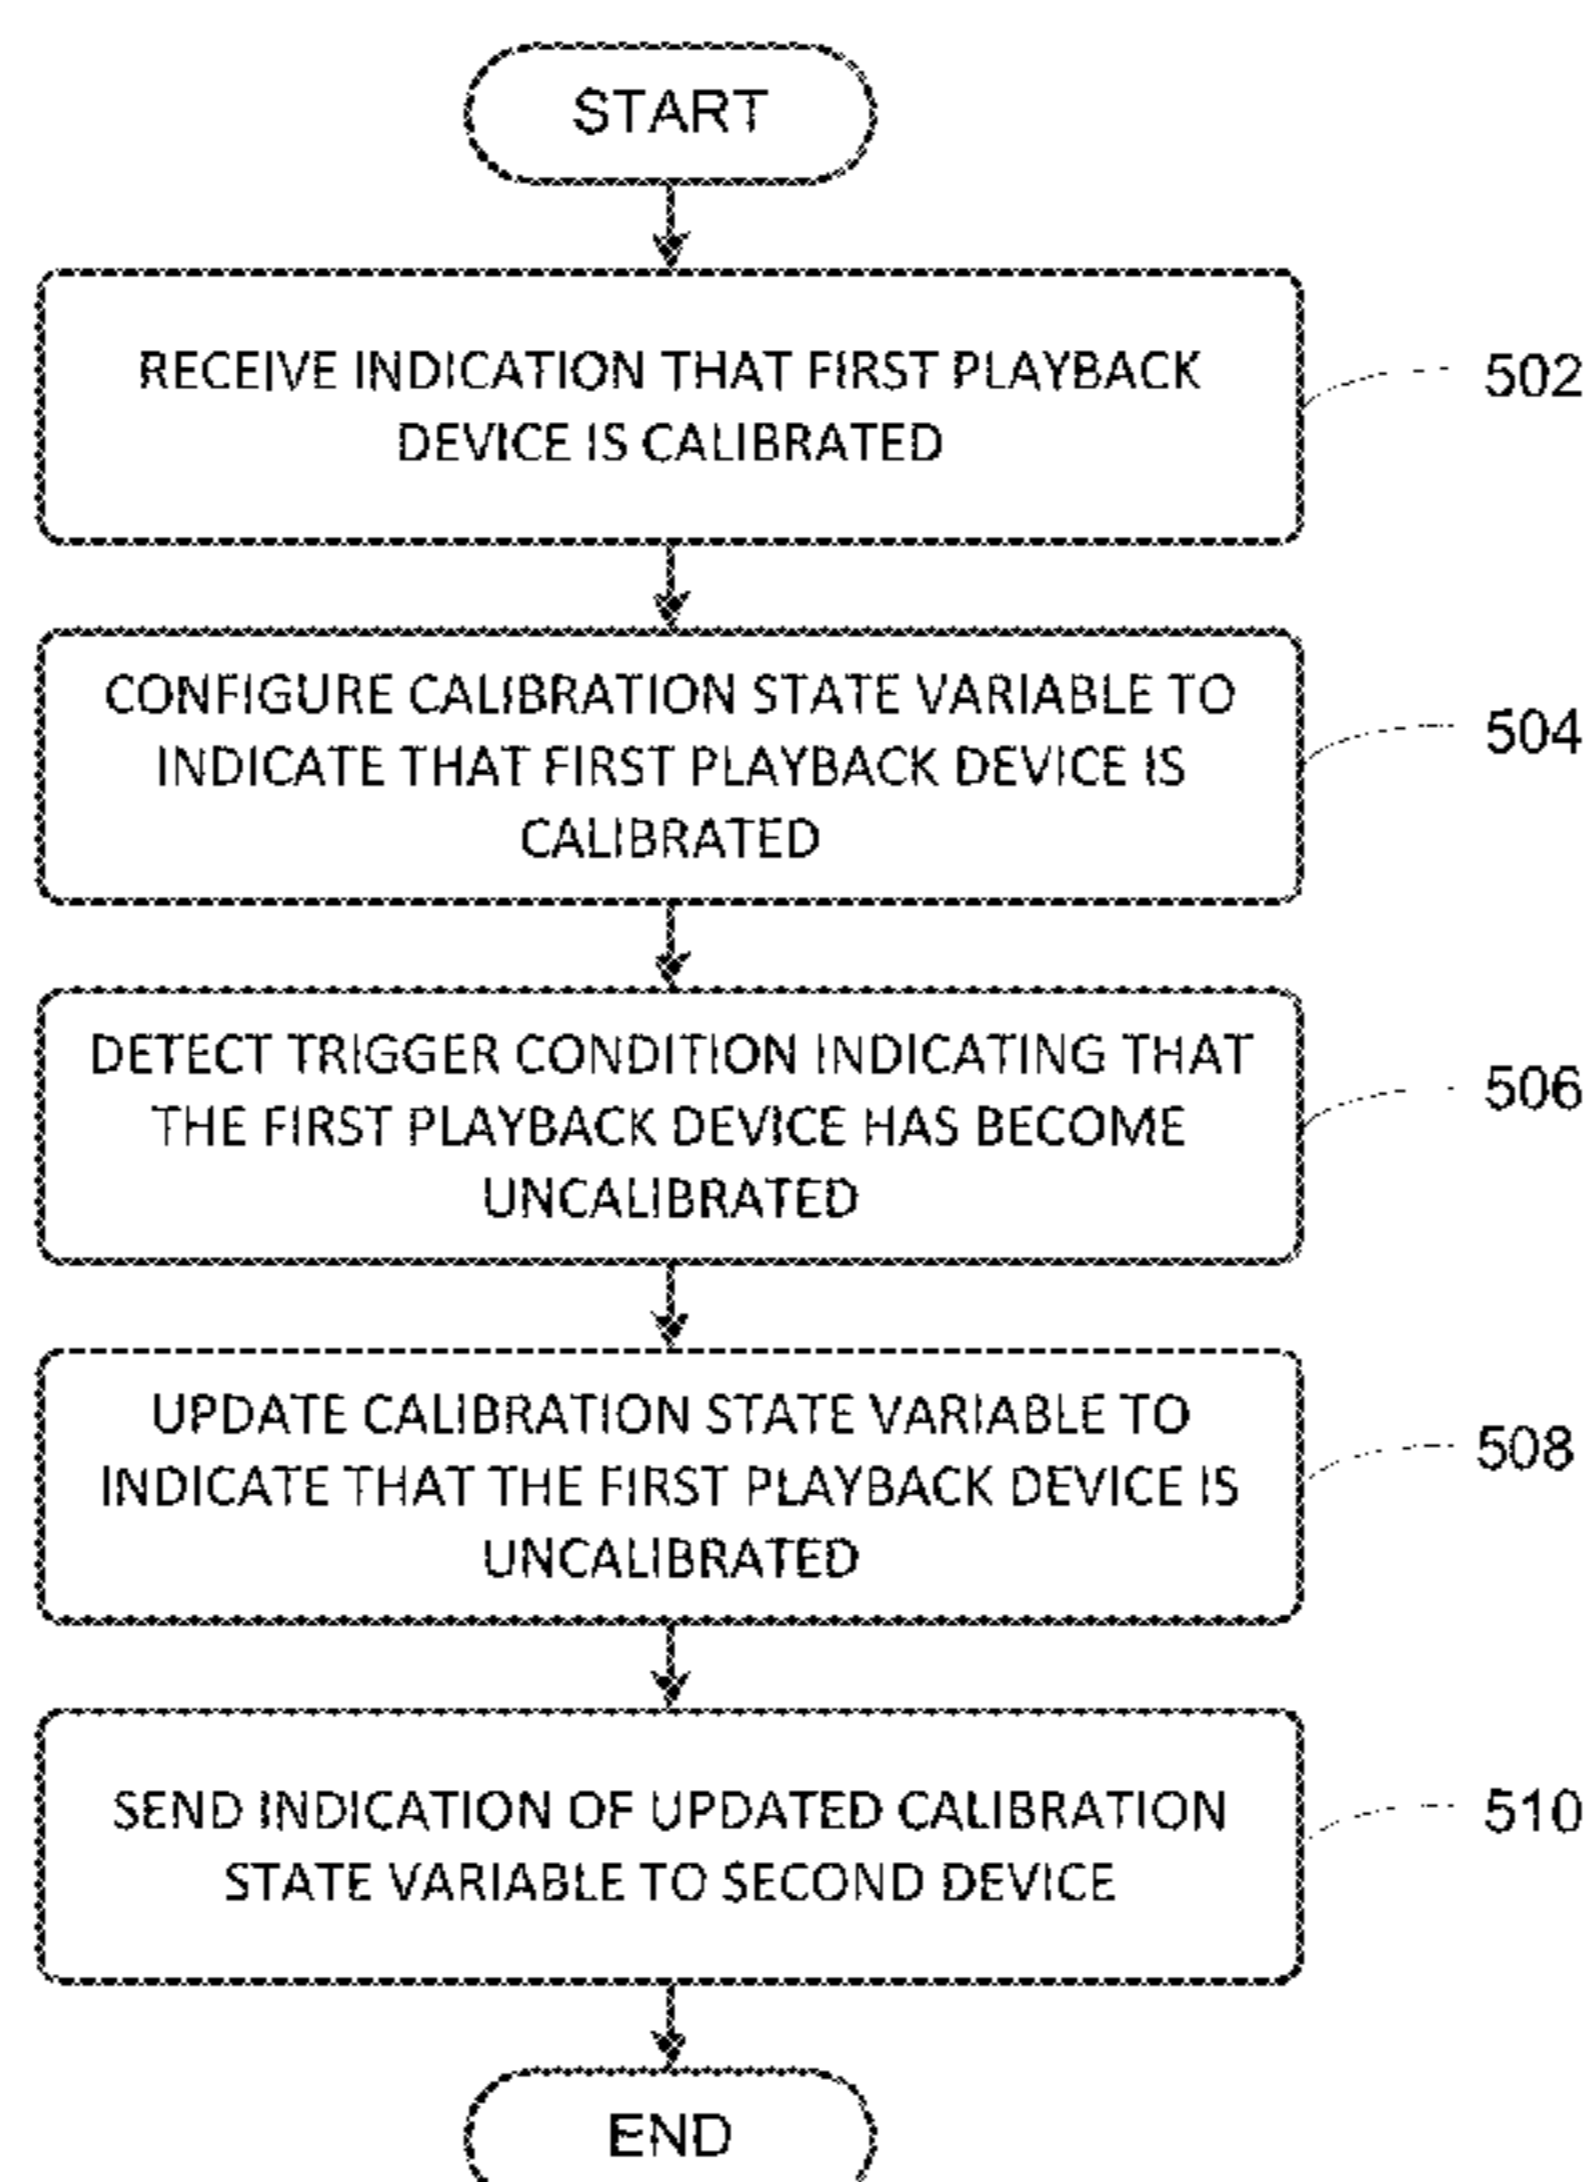 START
RECEIVE INDICATION THAT FIRST PLAYBACK
DEVICE IS CALIBRATED
502
CONFIGURE CALIBRATION STATE VARIABLE TO
INDICATE THAT FIRST PLAYBACK DEVICE IS
CALIBRATED
504
DETECT TRIGGER CONDITION INDICATING THAT
THE FIRST PLAYBACK DEVICE HAS BECOME
UNCALIBRATED
506
UPDATE CALIBRATION STATE VARIABLE TO
INDICATE THAT THE FIRST PLAYBACK DEVICE IS
UNCALIBRATED
508
SEND INDICATION OF UPDATED CALIBRATION
STATE VARIABLE TO SECOND DEVICE
510
END